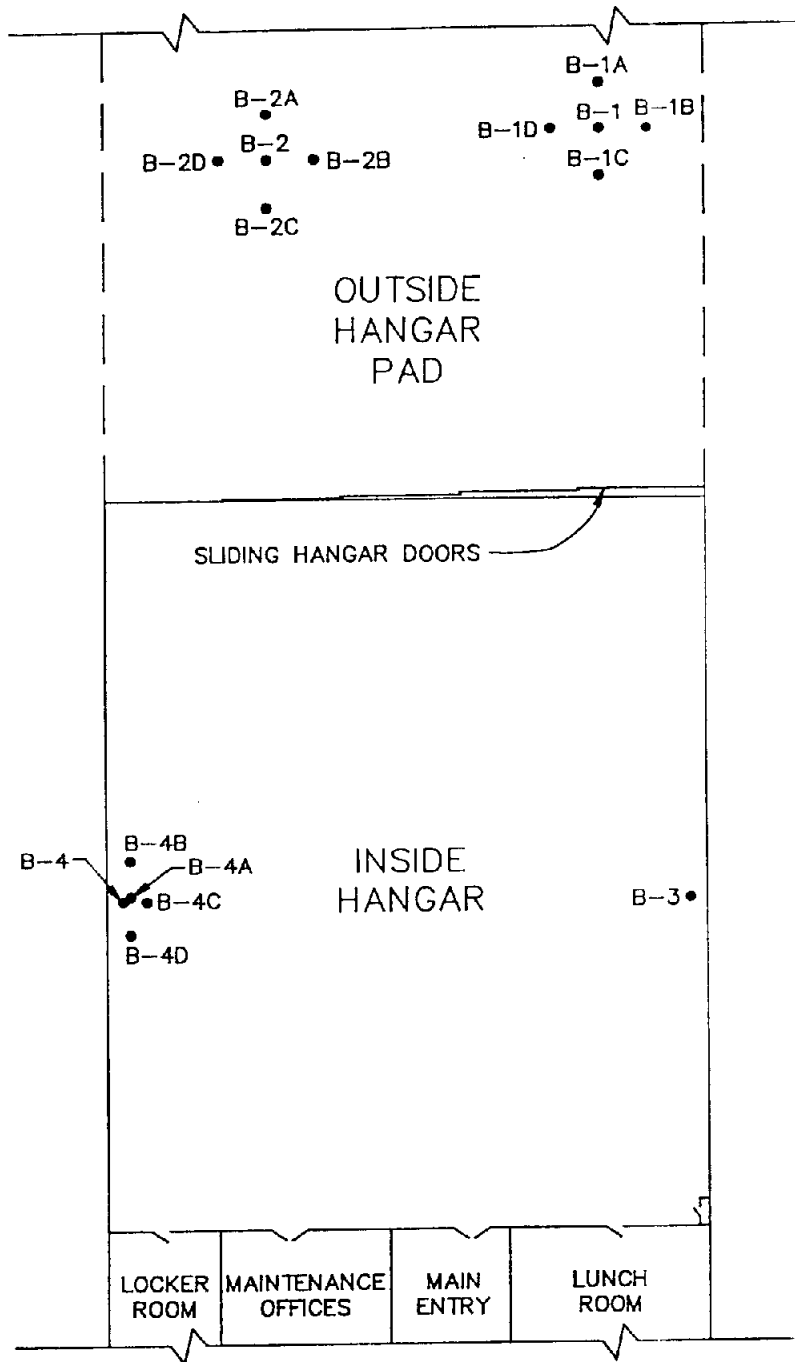 B-1A
B-2A
B-1D
B-1
B-1B
B-2D
B-2
B-2B
B-1C
B-2C
OUTSIDE
HANGAR
PAD
SLIDING HANGAR DOORS
B-4B
B-4
B-4A
B-4C
B-4D
INSIDE
HANGAR
B-3
LOCKER
ROOM
MAINTENANCE
OFFICES
MAIN
ENTRY
LUNCH
ROOM